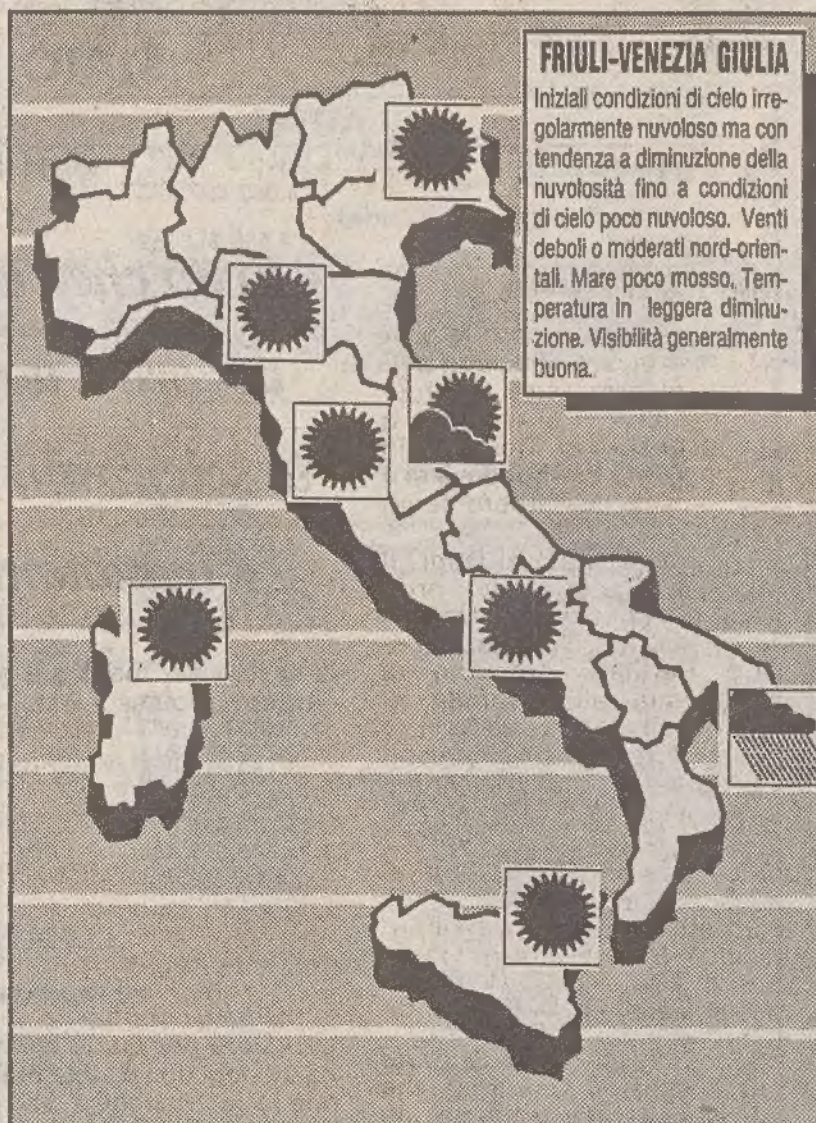 FRIULI-VENEZIA GIULIA
Iniziali condizioni di cielo irre-
golarmente nuvoloso ma con
tendenza a diminuzione della
nuvolosità fino a condizioni
di cielo poco nuvoloso. Venti
deboli o moderati nord-orien-
tali. Mare poco mosso. Tem-
peratura in leggera diminu-
zione. Visibilità generalmente
buona.